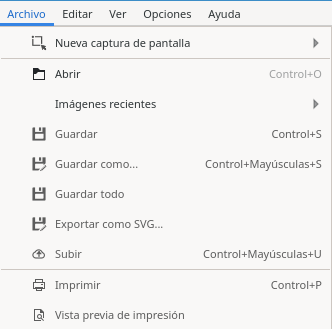 Archivo Editar Ver Opciones Ayuda
Nueva captura de pantalla
Abrir Control+O
Imágenes recientes
Guardar Control+S
Guardar como... Control+Mayúsculas+S
Guardar todo
Exportar como SVG...
Subir Control+Mayúsculas+U
Imprimir Control+P
Vista previa de impresión